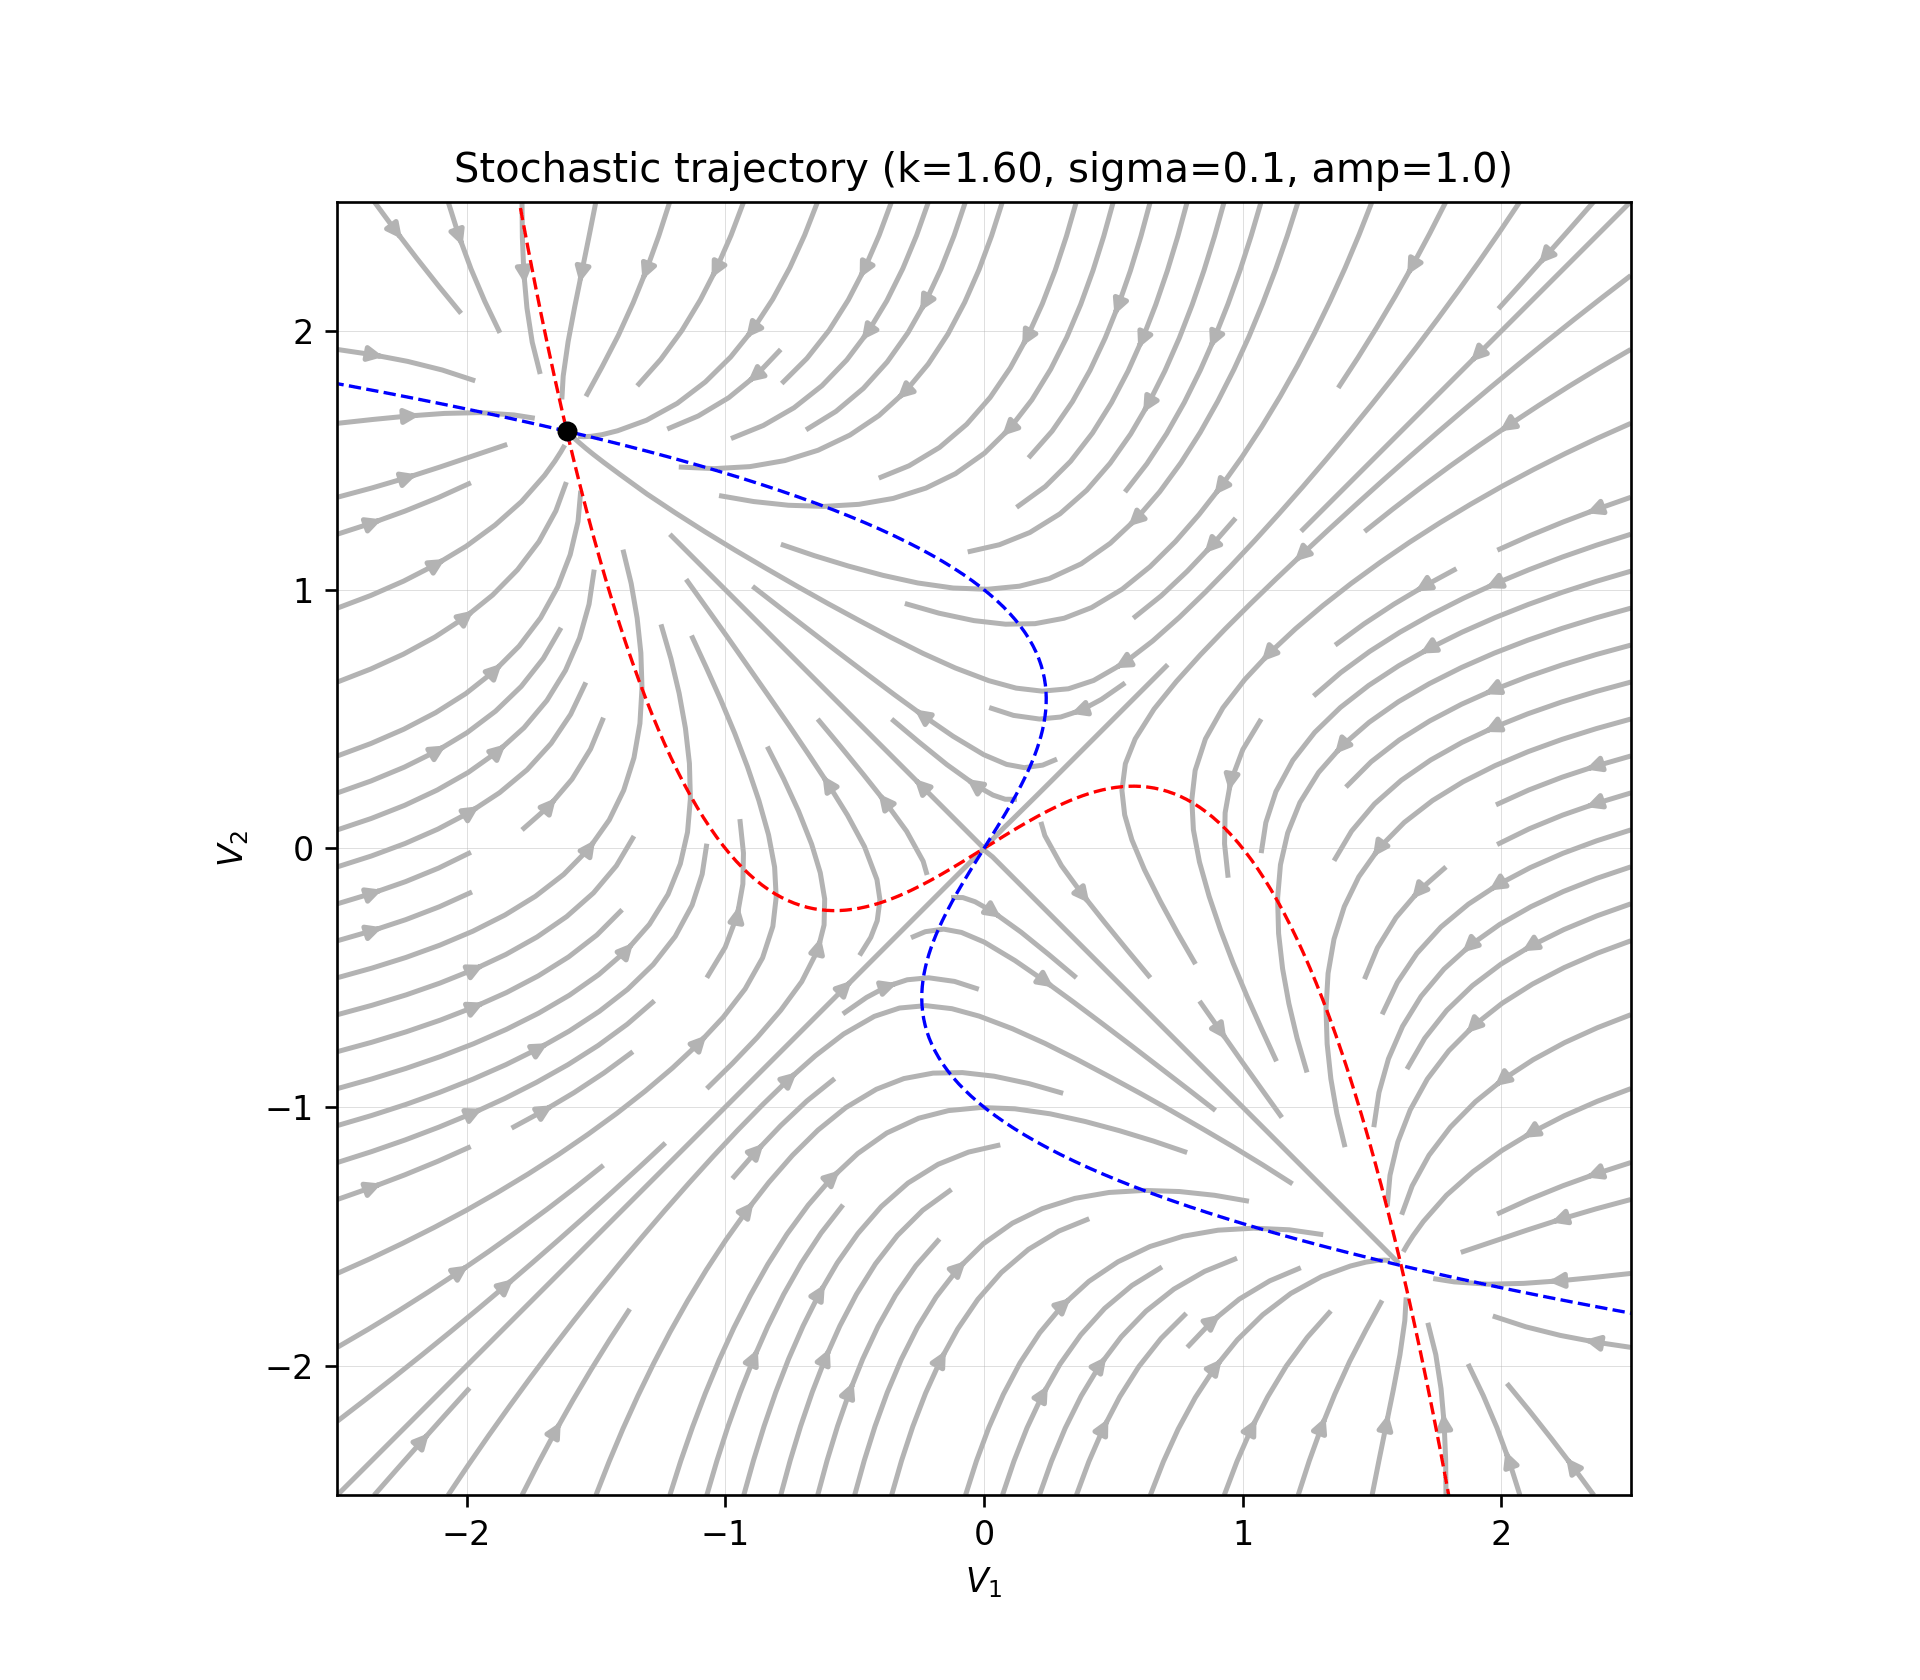 Stochastic trajectory (k=1.60, sigma=0.1, amp=1.0)
2
1
0
−1
−2
V₂
−2 −1 0 1 2
V₁